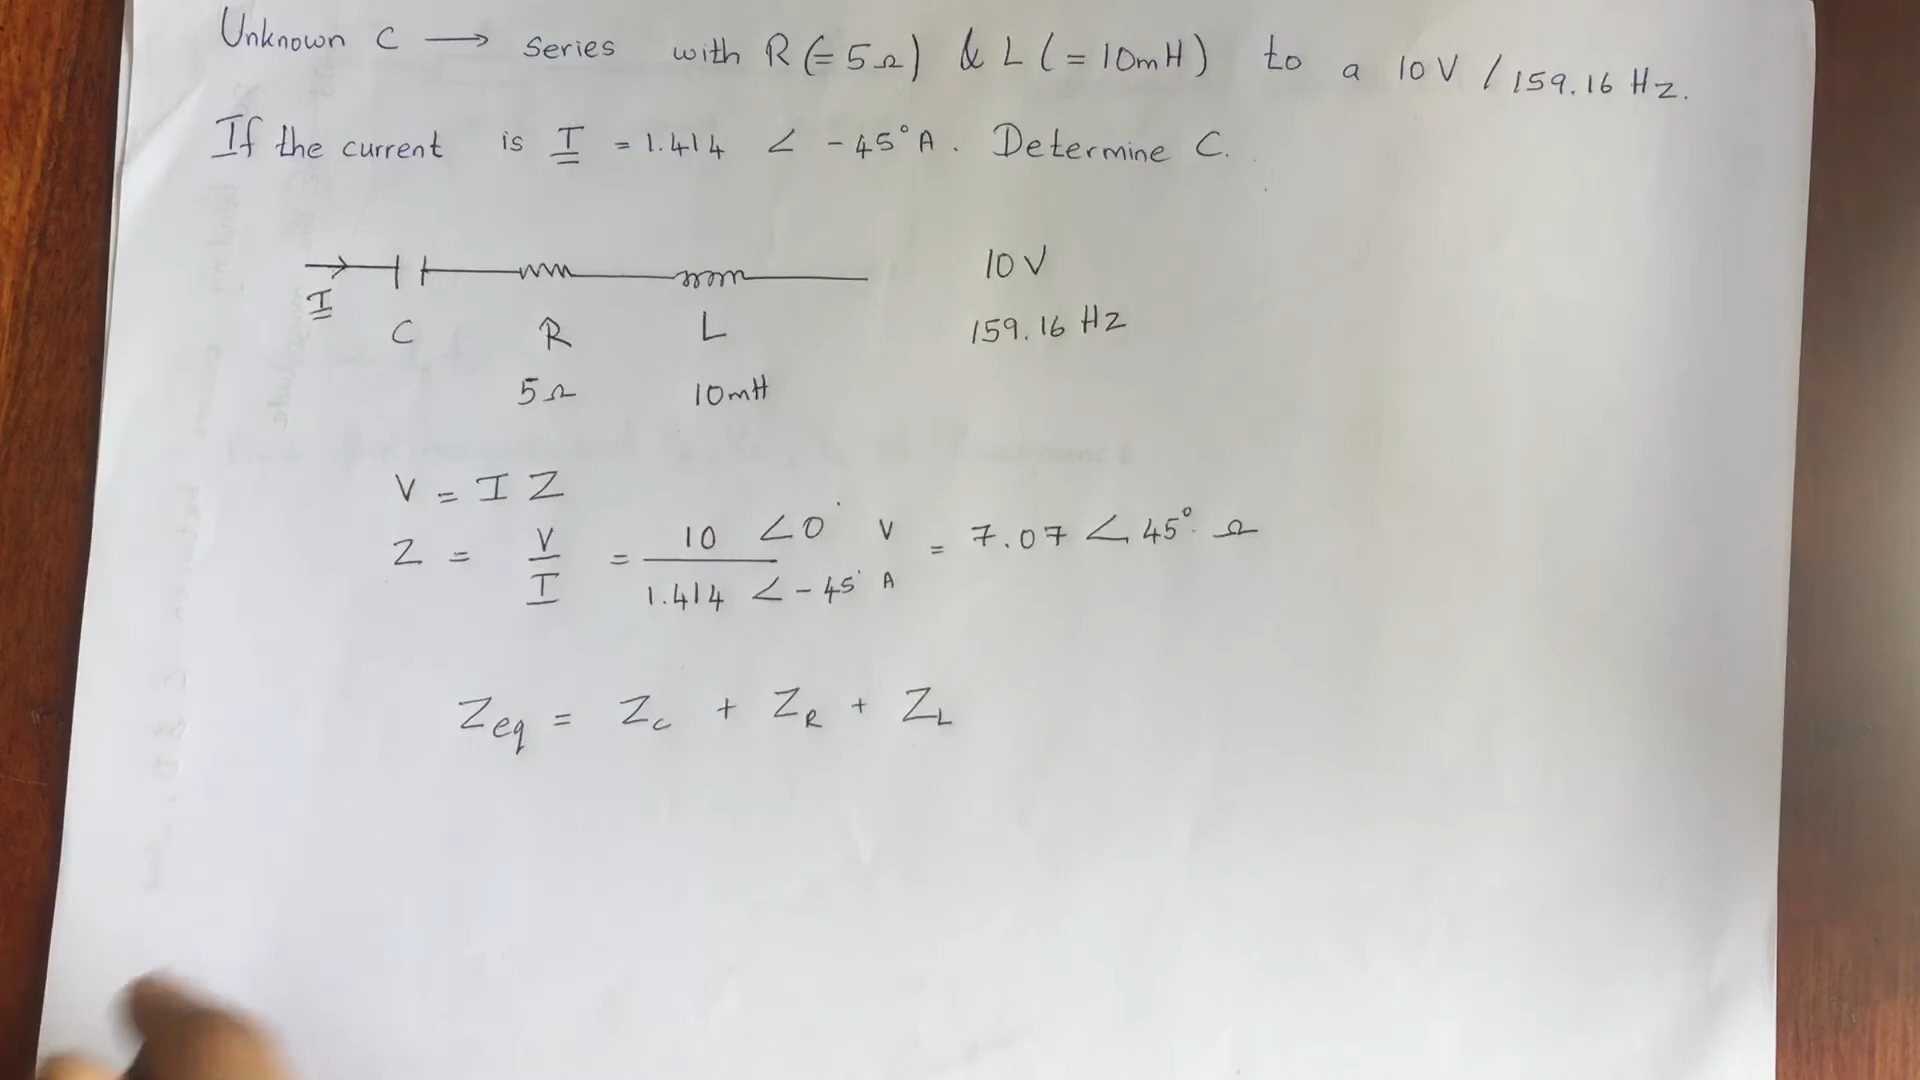 Unknown C → series with R (= 5Ω) & L (= 10mH) to a 10V / 159.16 Hz.
If the current is I = 1.414 ∠ -45° A. Determine C.
10V
I
C R L
159.16 Hz
5Ω 10mH
V = I Z
Z = V/I = 10 ∠0° V / 1.414 ∠-45° A = 7.07 ∠45° Ω
Zeq = Zc + ZR + ZL